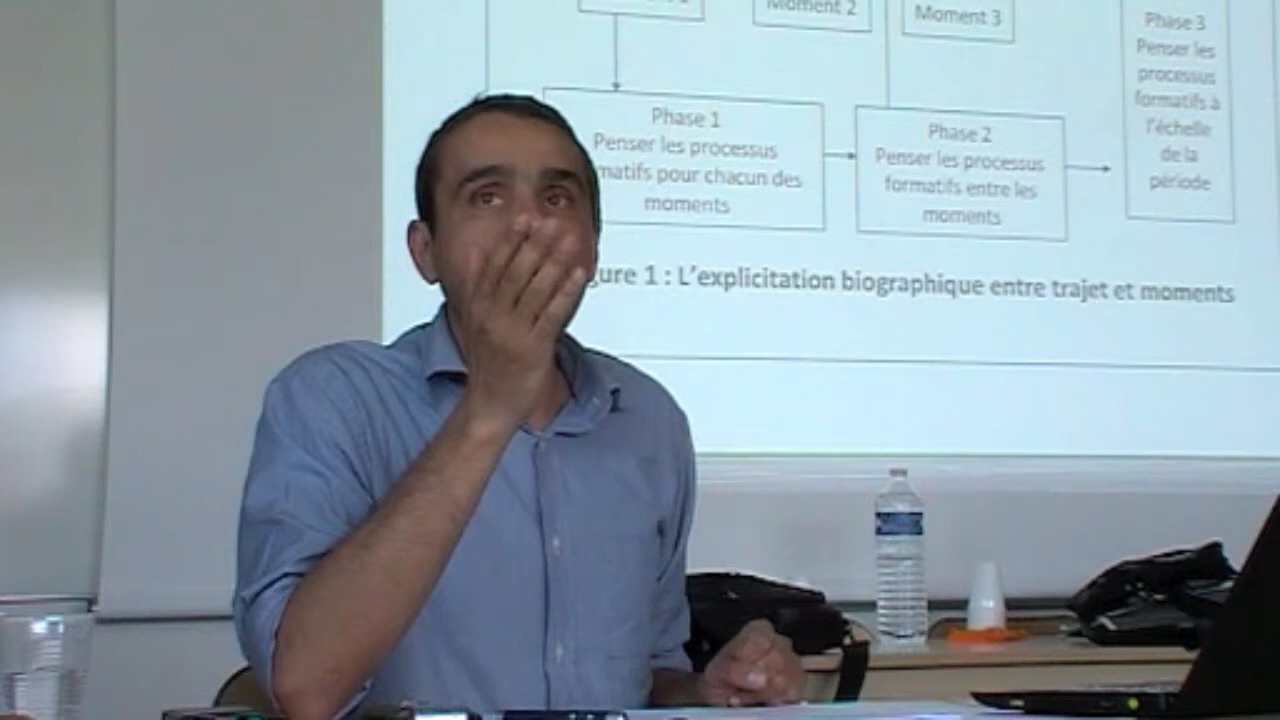 Moment 2
Moment 3
Phase 1
Penser les processus
matifs pour chacun des
moments
Phase 2
Penser les processus
formatifs entre les
moments
Phase 3
Penser les
processus
formatifs à
l'échelle
de la
période
ure 1 : L'explicitation biographique entre trajet et moments